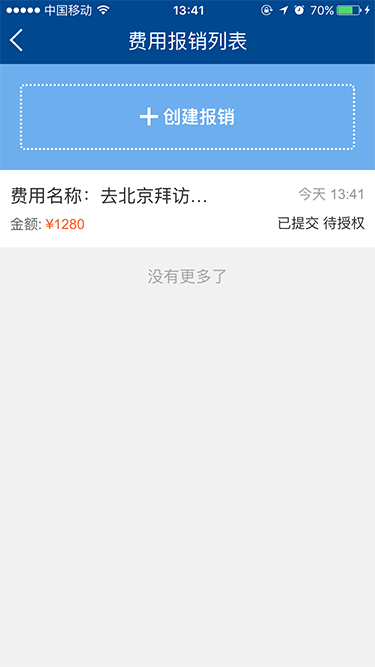 中国移动 13:41 70%
费用报销列表
创建报销
费用名称：去北京拜访... 今天 13:41
金额: ¥1280 已提交 待授权
没有更多了